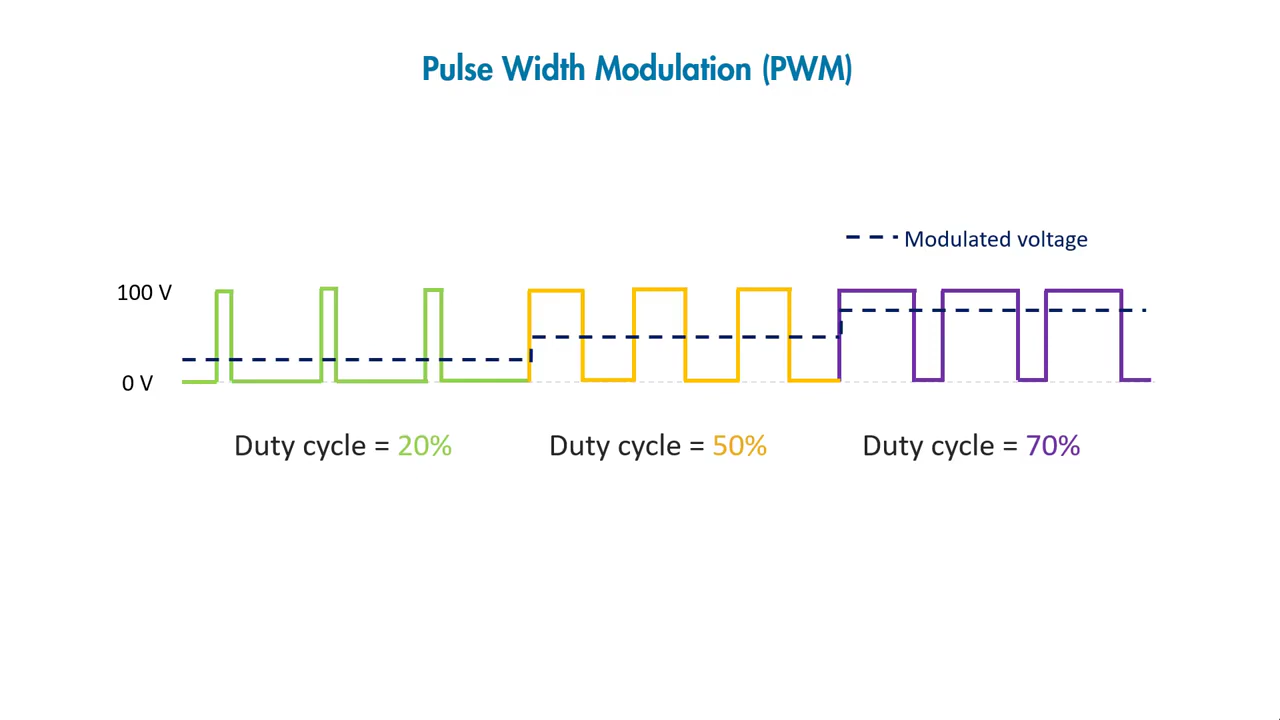 Pulse Width Modulation (PWM)
Modulated voltage
100 V
0 V
Duty cycle = 20%
Duty cycle = 50%
Duty cycle = 70%